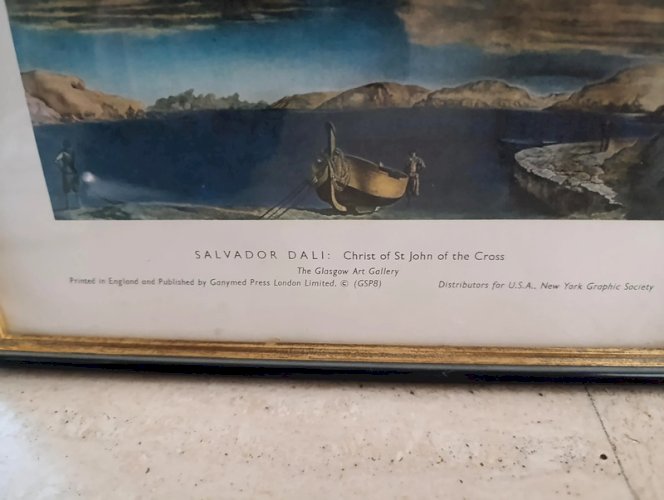 SALVADOR DALI: Christ of St John of the Cross
The Glasgow Art Gallery
Printed in England and Published by Ganymed Press London Limited. © (GSP8)
Distributors for U.S.A., New York Graphic Society